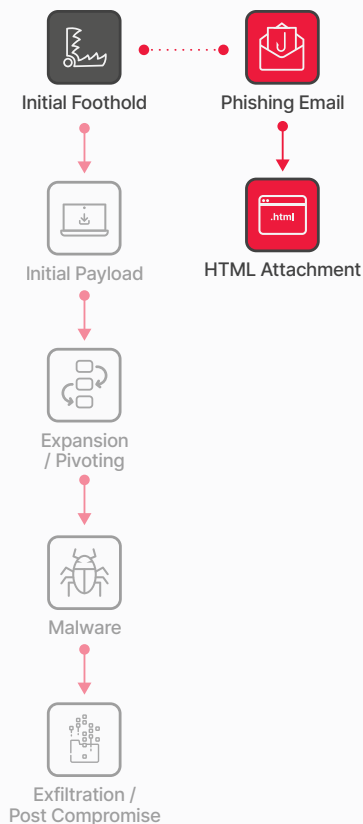 Initial Foothold
Phishing Email
.html
Initial Payload
HTML Attachment
Expansion
/ Pivoting
Malware
Exfiltration /
Post Compromise